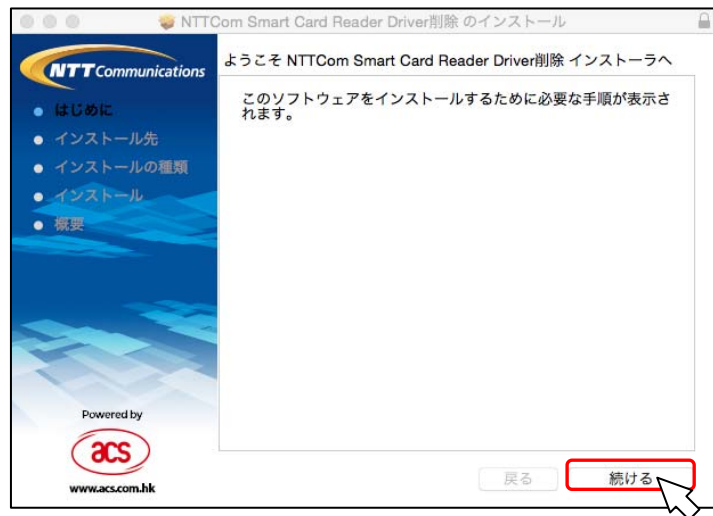 NTTCom Smart Card Reader Driver削除 のインストール
NTT Communications
ようこそ NTTCom Smart Card Reader Driver削除 インストーラへ
はじめに
インストール先
インストールの種類
インストール
概要
このソフトウェアをインストールするために必要な手順が表示さ
れます。
Powered by
acs
www.acs.com.hk
戻る
続ける